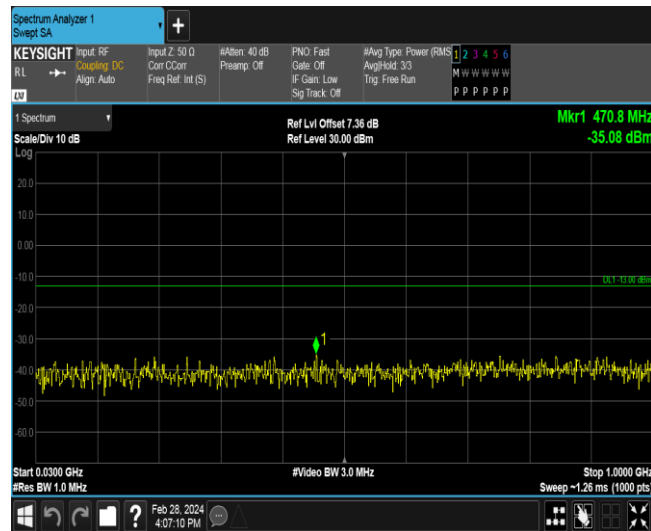 Spectrum Analyzer 1
Swept SA
+
KEYSIGHT
RL
LXI
Input: RF
Coupling: DC
Align: Auto
Input Z: 50 Ω
Corr CCorr
Freq Ref: Int (S)
#Atten: 40 dB
Preamp: Off
PNO: Fast
Gate: Off
IF Gain: Low
Sig Track: Off
#Avg Type: Power (RMS
Avg|Hold: 3/3
Trig: Free Run
1 2 3 4 5 6
M W W W W W
P P P P P P
1 Spectrum
Scale/Div 10 dB
Log
Ref Lvl Offset 7.36 dB
Ref Level 30.00 dBm
Mkr1 470.8 MHz
-35.08 dBm
20.0
10.0
0.00
-10.0
DL1 -13.00 dBm
-20.0
-30.0
1
-40.0
-50.0
-60.0
Start 0.0300 GHz
#Res BW 1.0 MHz
#Video BW 3.0 MHz
Stop 1.0000 GHz
Sweep ~1.26 ms (1000 pts)
?
Feb 28, 2024
4:07:10 PM